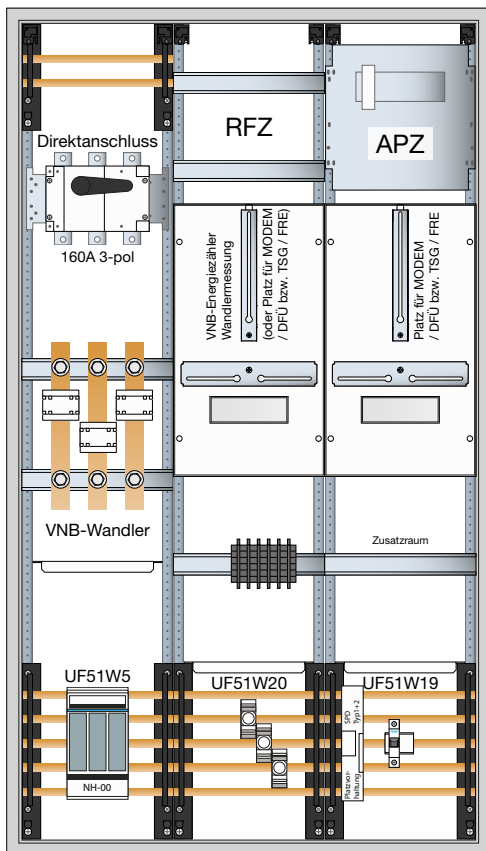 Direktanschluss
160A 3-pol
RFZ
APZ
VNB-Energiezähler
Wandlermessung
(oder Platz für MODEM
/ DFÜ bzw. TSG / FRE)
Platz für MODEM
/ DFÜ bzw. TSG / FRE
VNB-Wandler
Zusatzraum
UF51W5
NH-00
UF51W20
UF51W19
SPD
Typ1+2
Platzvor-
haltung